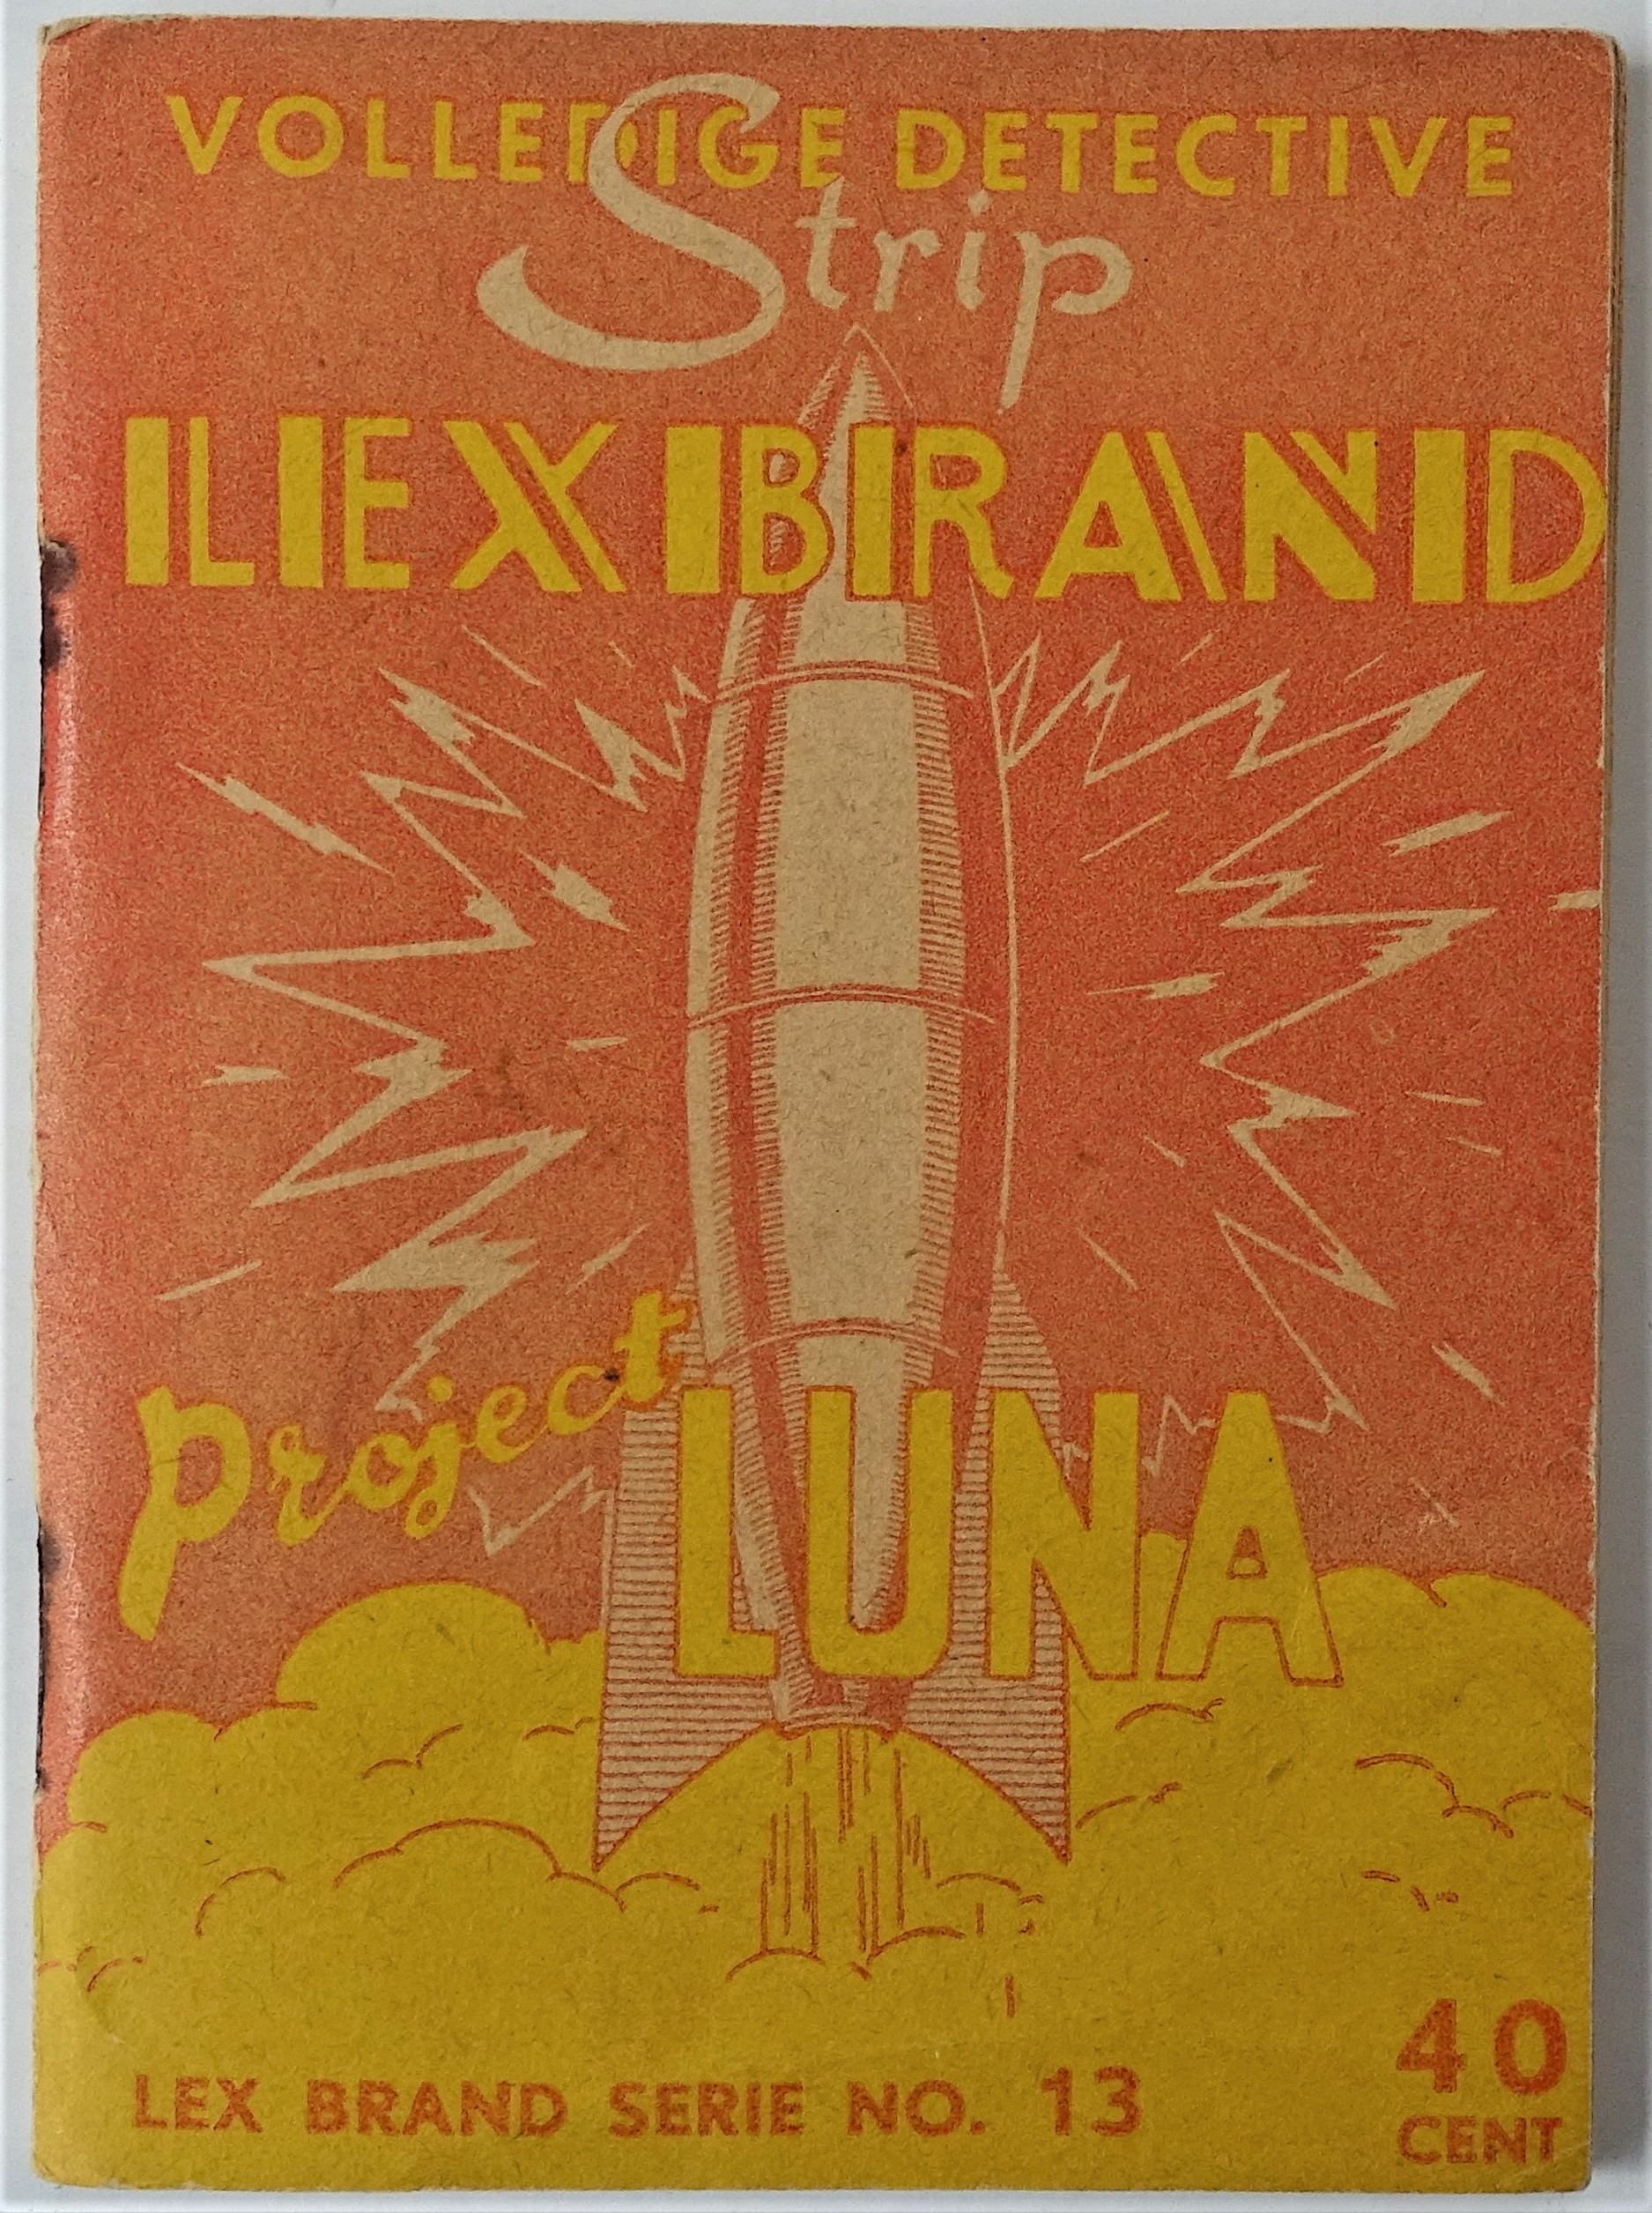 VOLLEDIGE DETECTIVE
Strip
LEX BRAND
project LUNA
LEX BRAND SERIE NO. 13
40
CENT